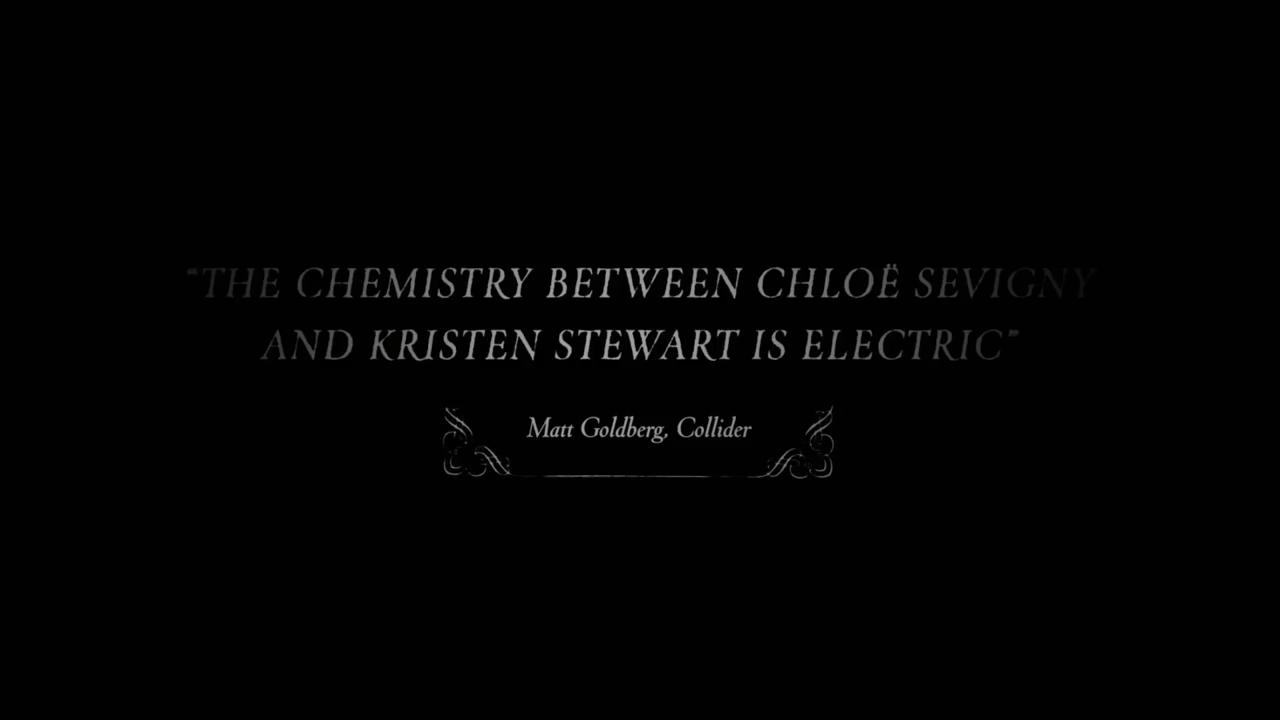 “THE CHEMISTRY BETWEEN CHLOË SEVIGNY
AND KRISTEN STEWART IS ELECTRIC”
Matt Goldberg, Collider